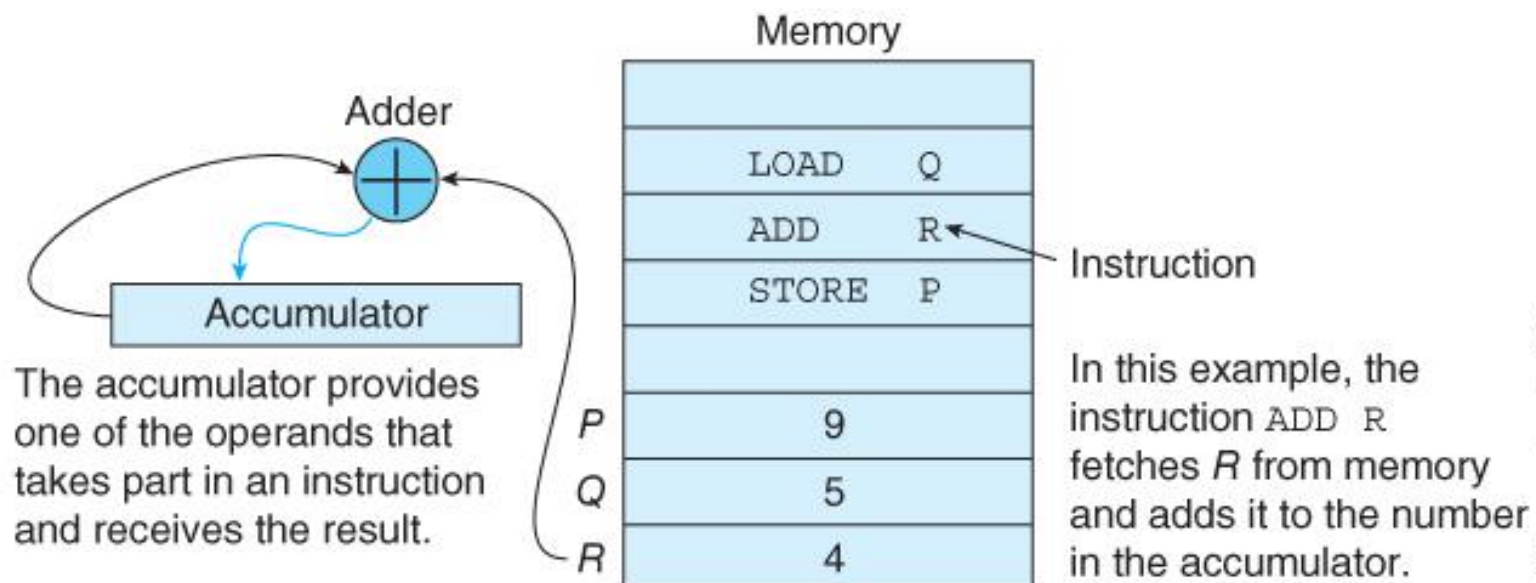 Memory
Adder
LOAD Q
ADD R
Instruction
STORE P
Accumulator
The accumulator provides
one of the operands that
takes part in an instruction
and receives the result.
P 9
Q 5
R 4
In this example, the
instruction ADD R
fetches R from memory
and adds it to the number
in the accumulator.